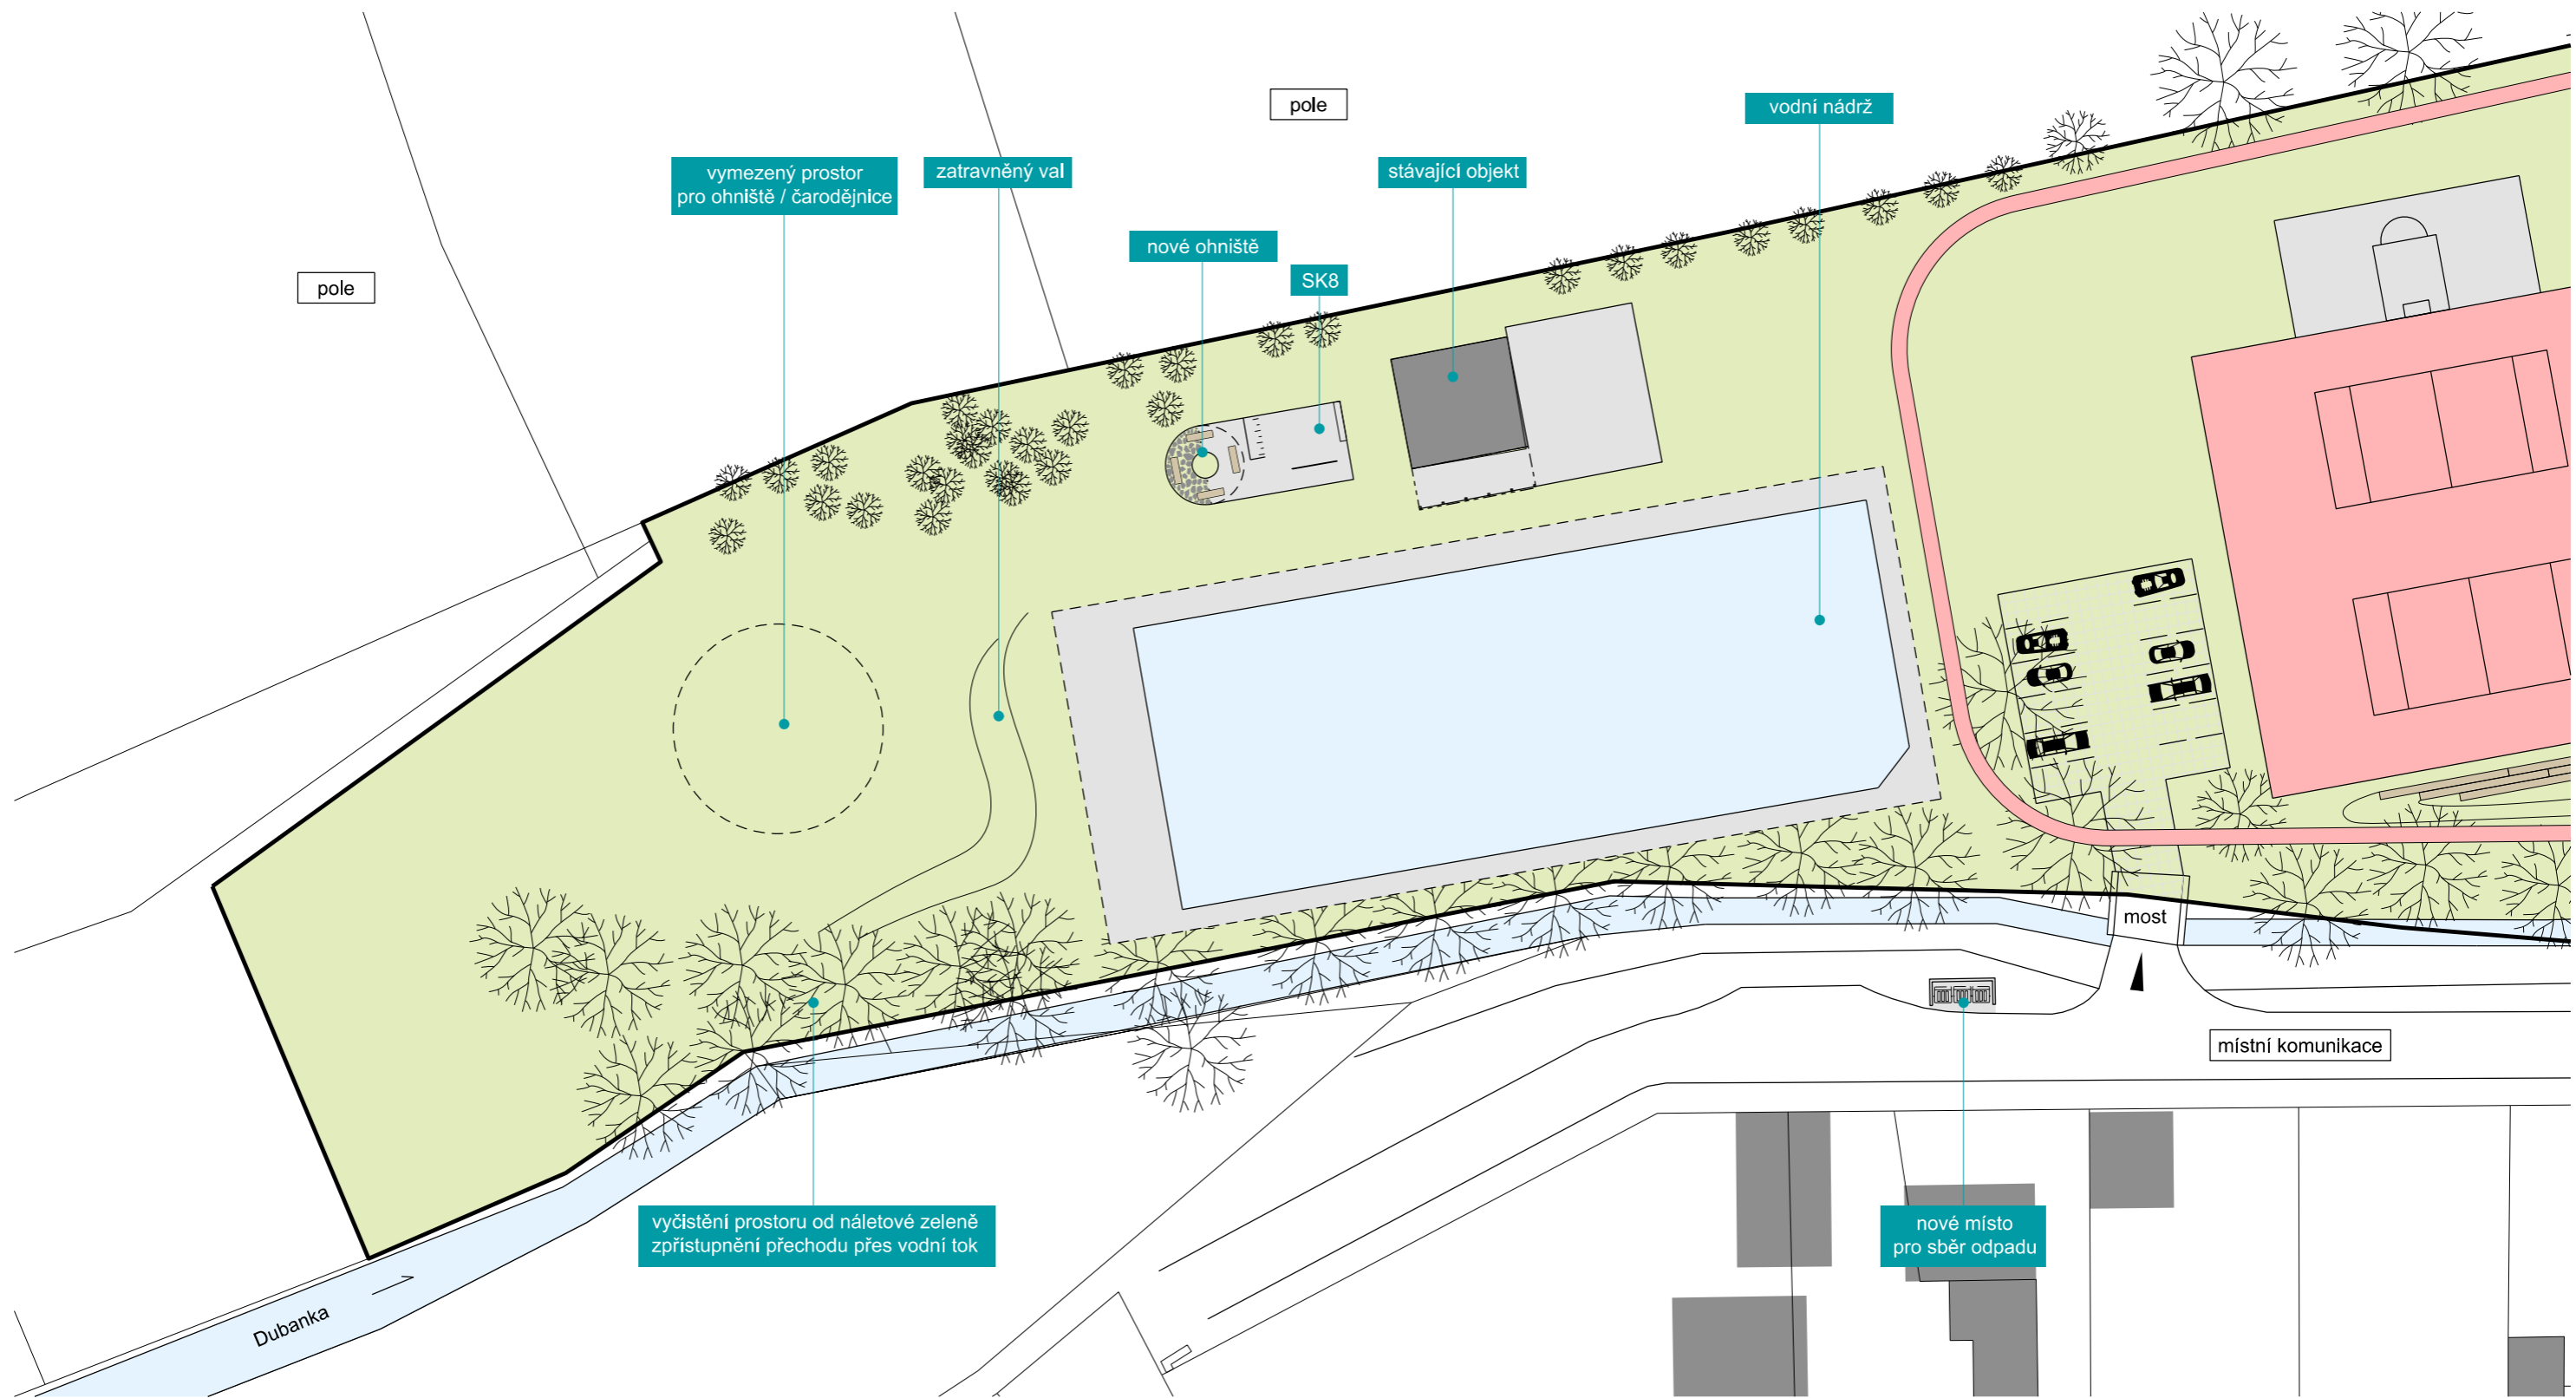 pole
vodní nádrž
vymezený prostor
pro ohniště / čarodějnice
zatravněný val
stávající objekt
nové ohniště
SK8
pole
most
místní komunikace
vyčistění prostoru od náletové zeleně
zpřístupnění přechodu přes vodní tok
nové místo
pro sběr odpadu
Dubanka